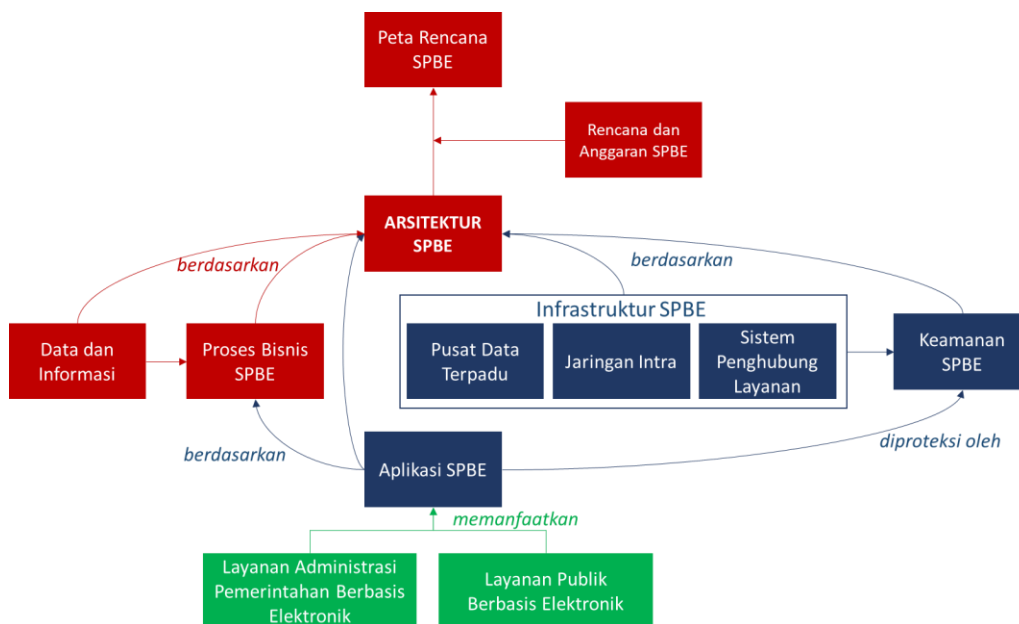 Peta Rencana
SPBE
Rencana dan
Anggaran SPBE
ARSITEKTUR
SPBE
berdasarkan
berdasarkan
Infrastruktur SPBE
Data dan
Informasi
Proses Bisnis
SPBE
Pusat Data
Terpadu
Jaringan Intra
Sistem
Penghubung
Layanan
Keamanan
SPBE
berdasarkan
Aplikasi SPBE
diproteksi oleh
memanfaatkan
Layanan Administrasi
Pemerintahan Berbasis
Elektronik
Layanan Publik
Berbasis Elektronik